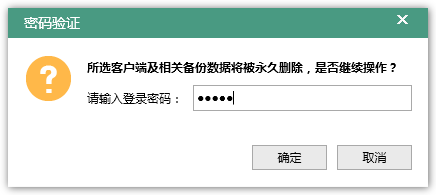 密码验证
所选客户端及相关备份数据将被永久删除，是否继续操作？
请输入登录密码： ●●●●●
确定 取消